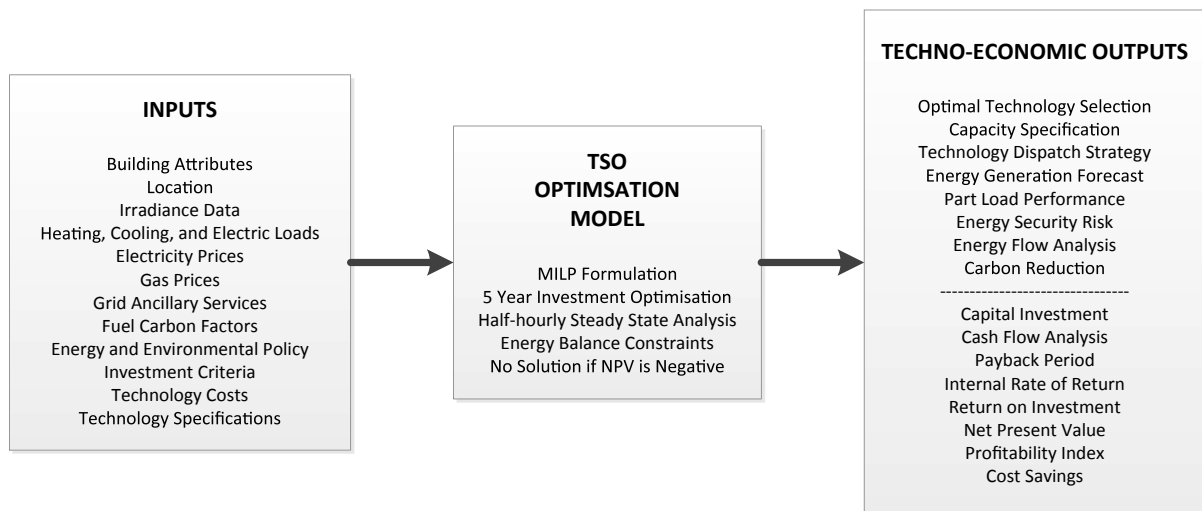 INPUTS
Building Attributes
Location
Irradiance Data
Heating, Cooling, and Electric Loads
Electricity Prices
Gas Prices
Grid Ancillary Services
Fuel Carbon Factors
Energy and Environmental Policy
Investment Criteria
Technology Costs
Technology Specifications
TSO
OPTIMSATION
MODEL
MILP Formulation
5 Year Investment Optimisation
Half-hourly Steady State Analysis
Energy Balance Constraints
No Solution if NPV is Negative
TECHNO-ECONOMIC OUTPUTS
Optimal Technology Selection
Capacity Specification
Technology Dispatch Strategy
Energy Generation Forecast
Part Load Performance
Energy Security Risk
Energy Flow Analysis
Carbon Reduction
--------------------------------
Capital Investment
Cash Flow Analysis
Payback Period
Internal Rate of Return
Return on Investment
Net Present Value
Profitability Index
Cost Savings